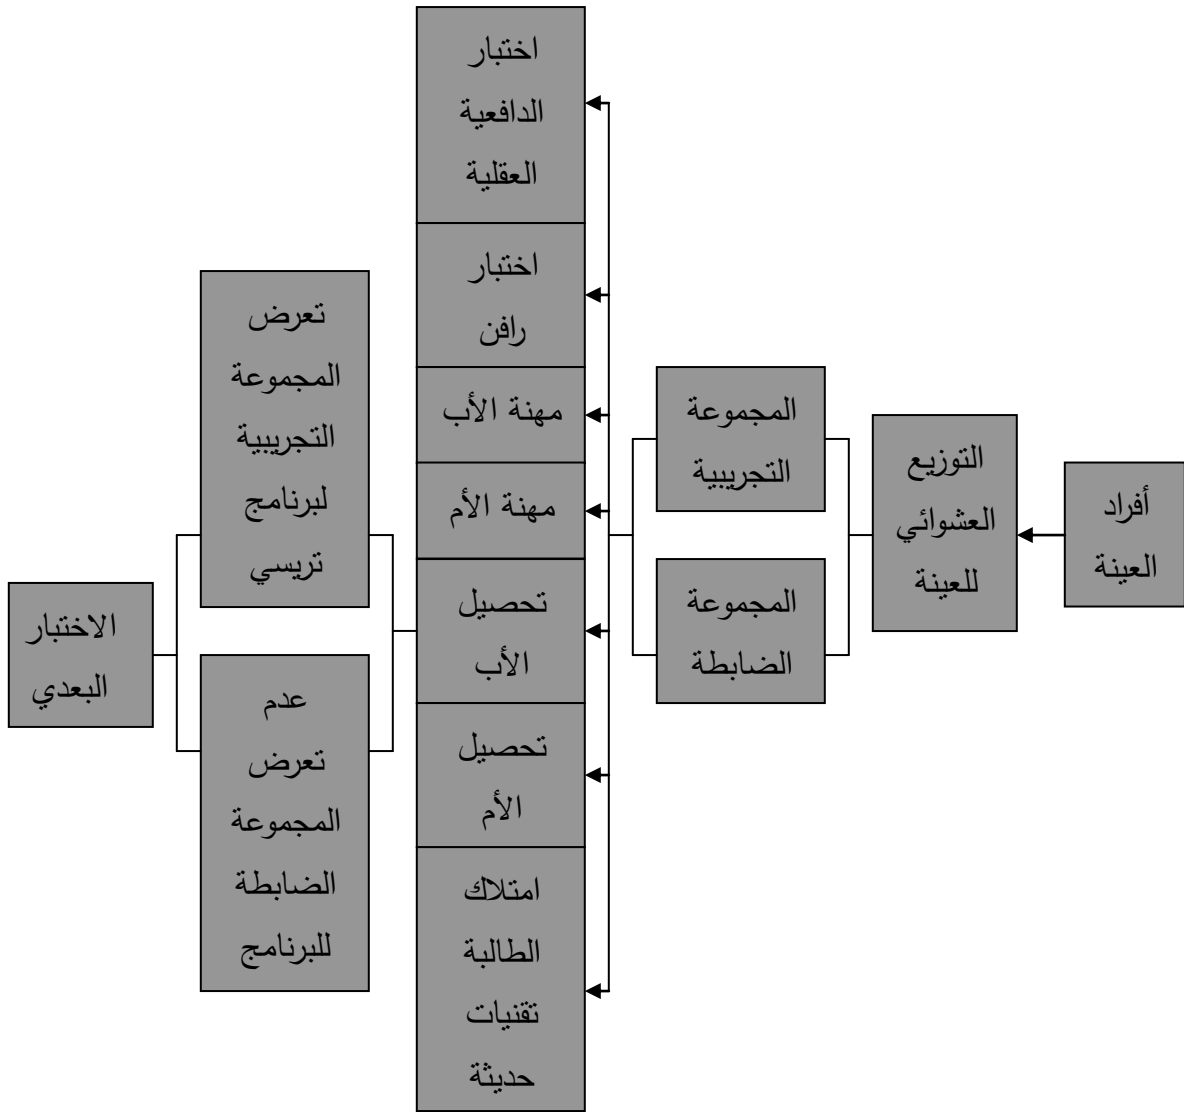 أفراد
العينة
التوزيع
العشوائي
للعينة
المجموعة
التجريبية
المجموعة
الضابطة
اختبار
الدافعية
العقلية
اختبار
رافن
مهنة الأب
مهنة الأم
تحصيل
الأب
تحصيل
الأم
امتلاك
الطالبة
تقنيات
حديثة
تعرض
المجموعة
التجريبية
لبرنامج
تريسي
عدم
تعرض
المجموعة
الضابطة
للبرنامج
الاختبار
البعدي